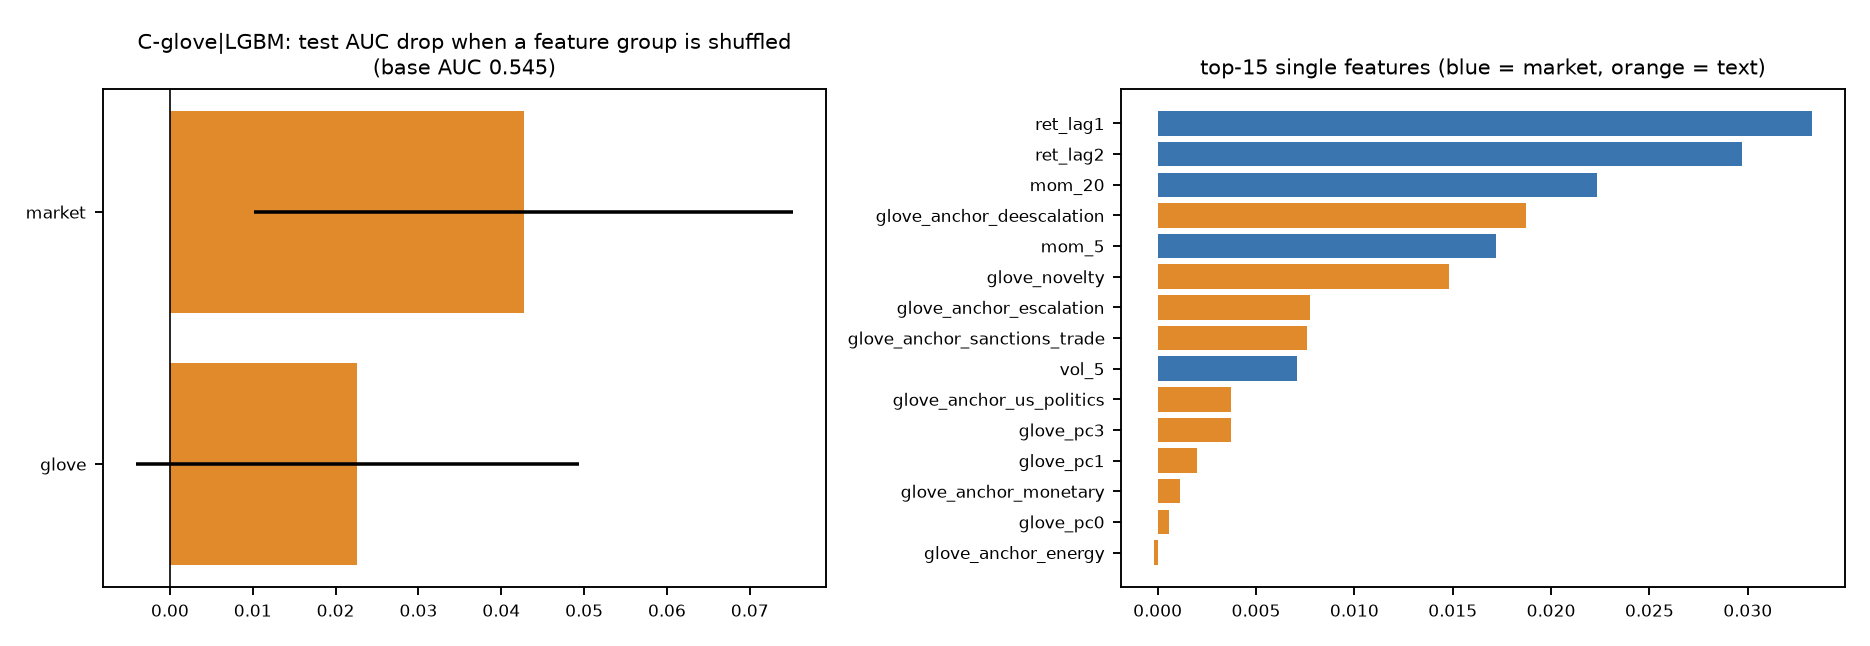 C-glove|LGBM: test AUC drop when a feature group is shuffled
(base AUC 0.545)
market
glove
0.00 0.01 0.02 0.03 0.04 0.05 0.06 0.07
top-15 single features (blue = market, orange = text)
ret_lag1
ret_lag2
mom_20
glove_anchor_deescalation
mom_5
glove_novelty
glove_anchor_escalation
glove_anchor_sanctions_trade
vol_5
glove_anchor_us_politics
glove_pc3
glove_pc1
glove_anchor_monetary
glove_pc0
glove_anchor_energy
0.000 0.005 0.010 0.015 0.020 0.025 0.030